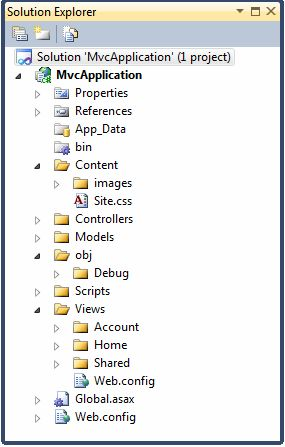 Solution Explorer
Solution 'MvcApplication' (1 project)
MvcApplication
Properties
References
App_Data
bin
Content
images
Site.css
Controllers
Models
obj
Debug
Scripts
Views
Account
Home
Shared
Web.config
Global.asax
Web.config